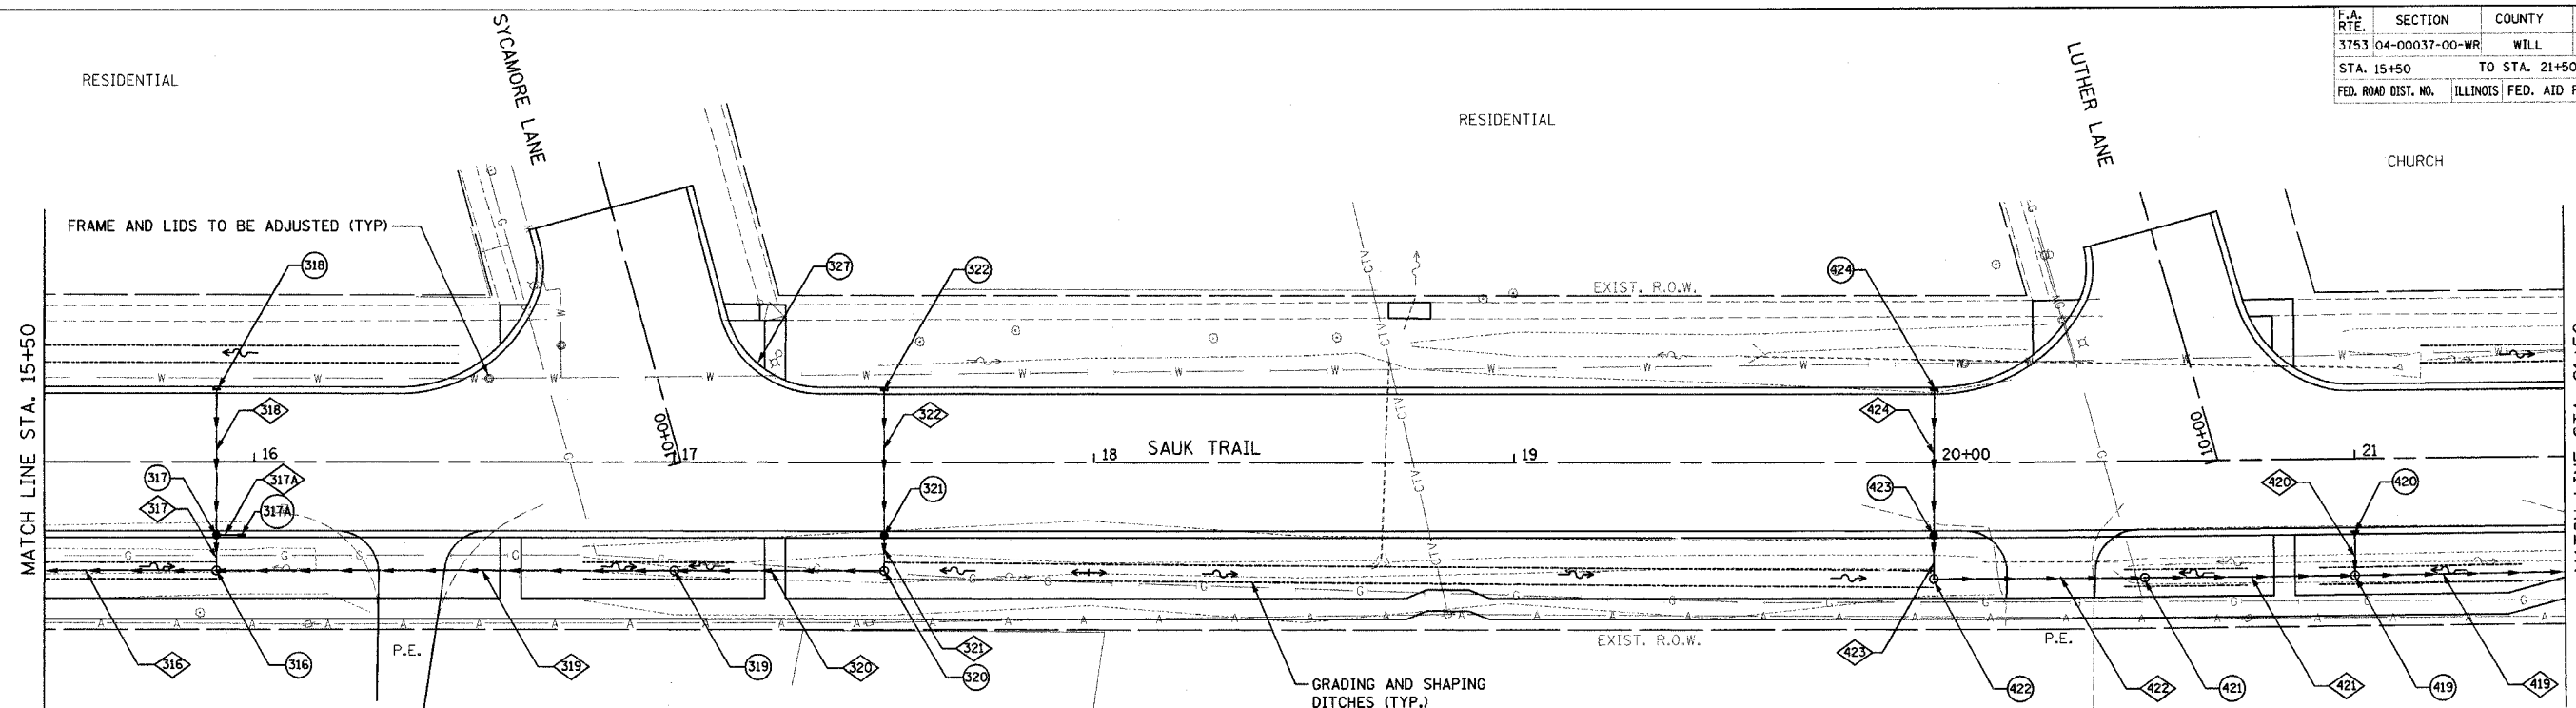 F.A. RTE. SECTION COUNTY
3753 04-00037-00-WR WILL
STA. 15+50 TO STA. 21+50
FED. ROAD DIST. NO. ILLINOIS FED. AID
RESIDENTIAL
SYCAMORE LANE
RESIDENTIAL
LUTHER LANE
CHURCH
FRAME AND LIDS TO BE ADJUSTED (TYP)
318
327
322
424
EXIST. R.O.W.
G
W
W W W W W W W W W W W W W W
CTV
CTV
CTV
CTV
318
322
424
10+00
10+00
MATCH LINE STA. 15+50
16
17
18
SAUK TRAIL
19
20+00
21
317
317A
317
317A
321
423
420
420
G G G G G G G G G
A A A A A A A A A A A A A A A A
P.E.
EXIST. R.O.W.
P.E.
316
316
319
319
320
321
320
423
422
422
421
421
419
419
GRADING AND SHAPING
DITCHES (TYP.)